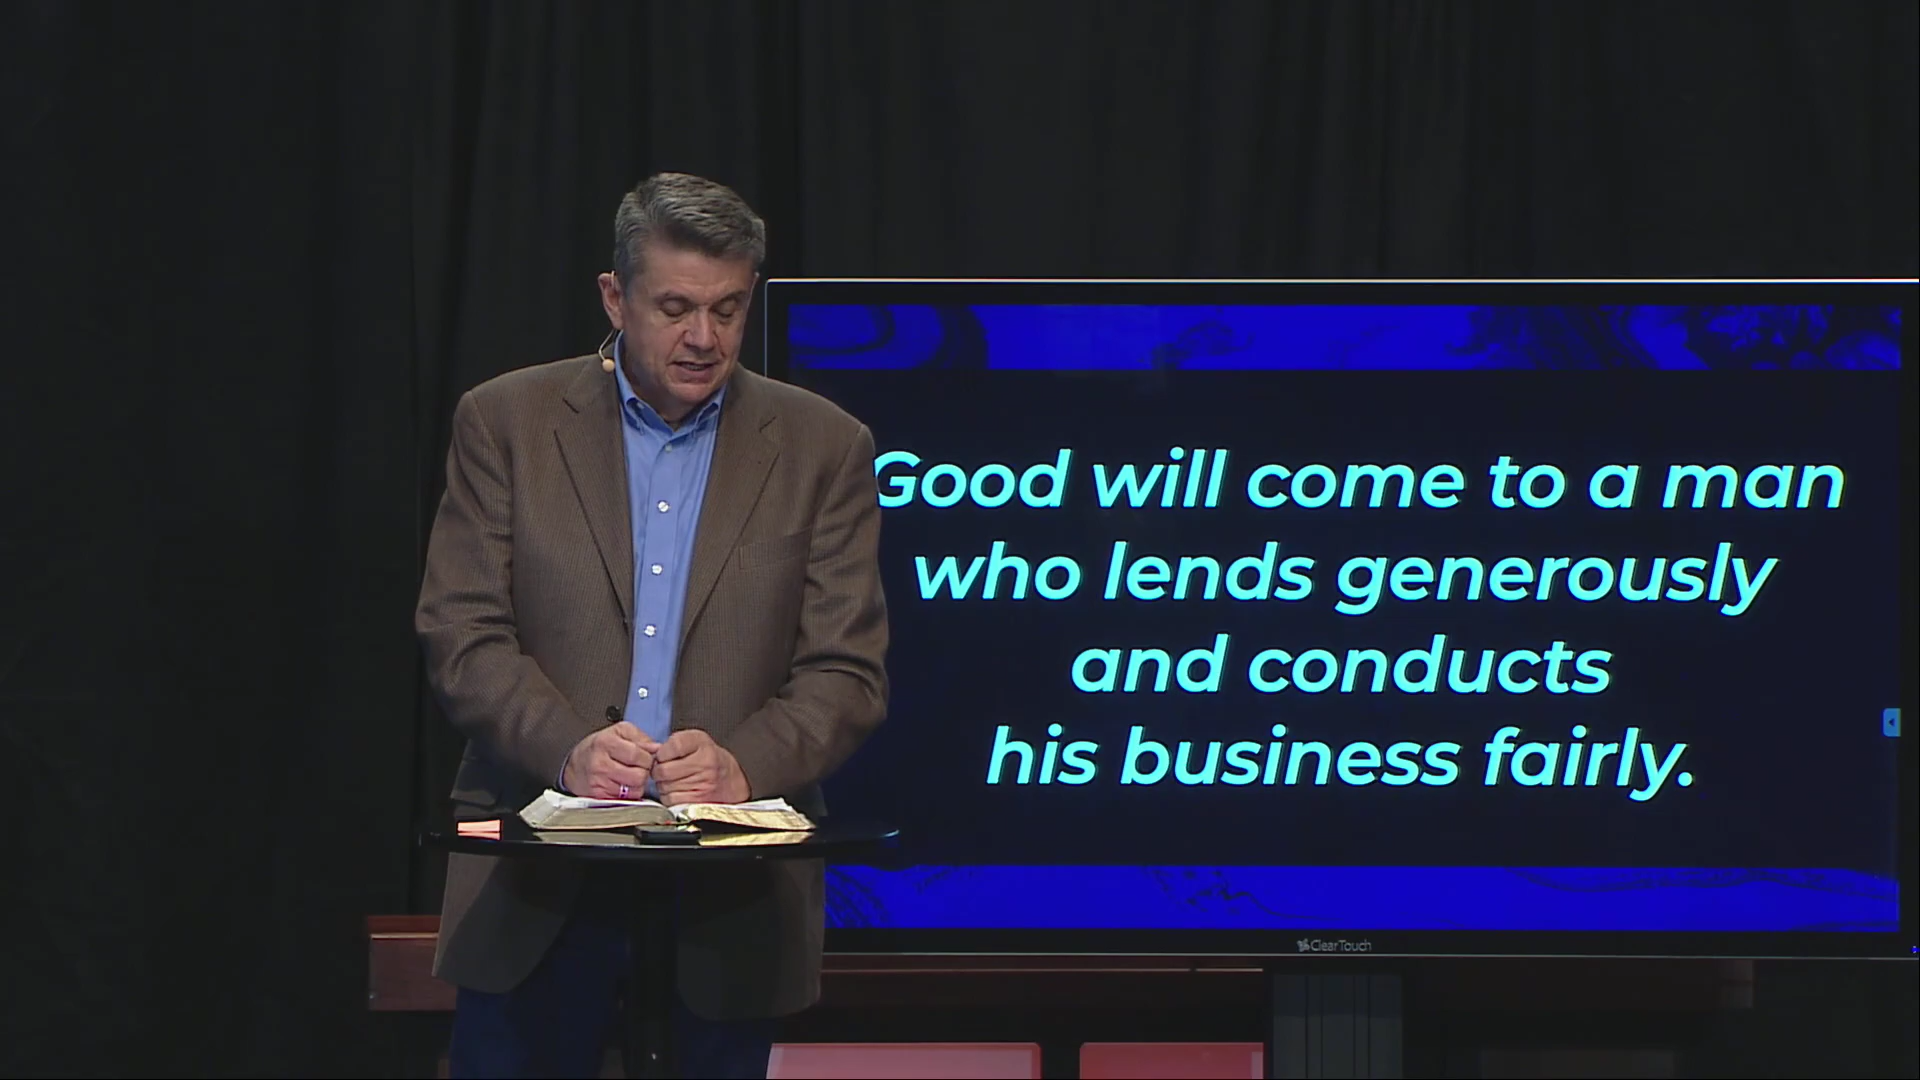 Good will come to a man
who lends generously
and conducts
his business fairly.
ClearTouch